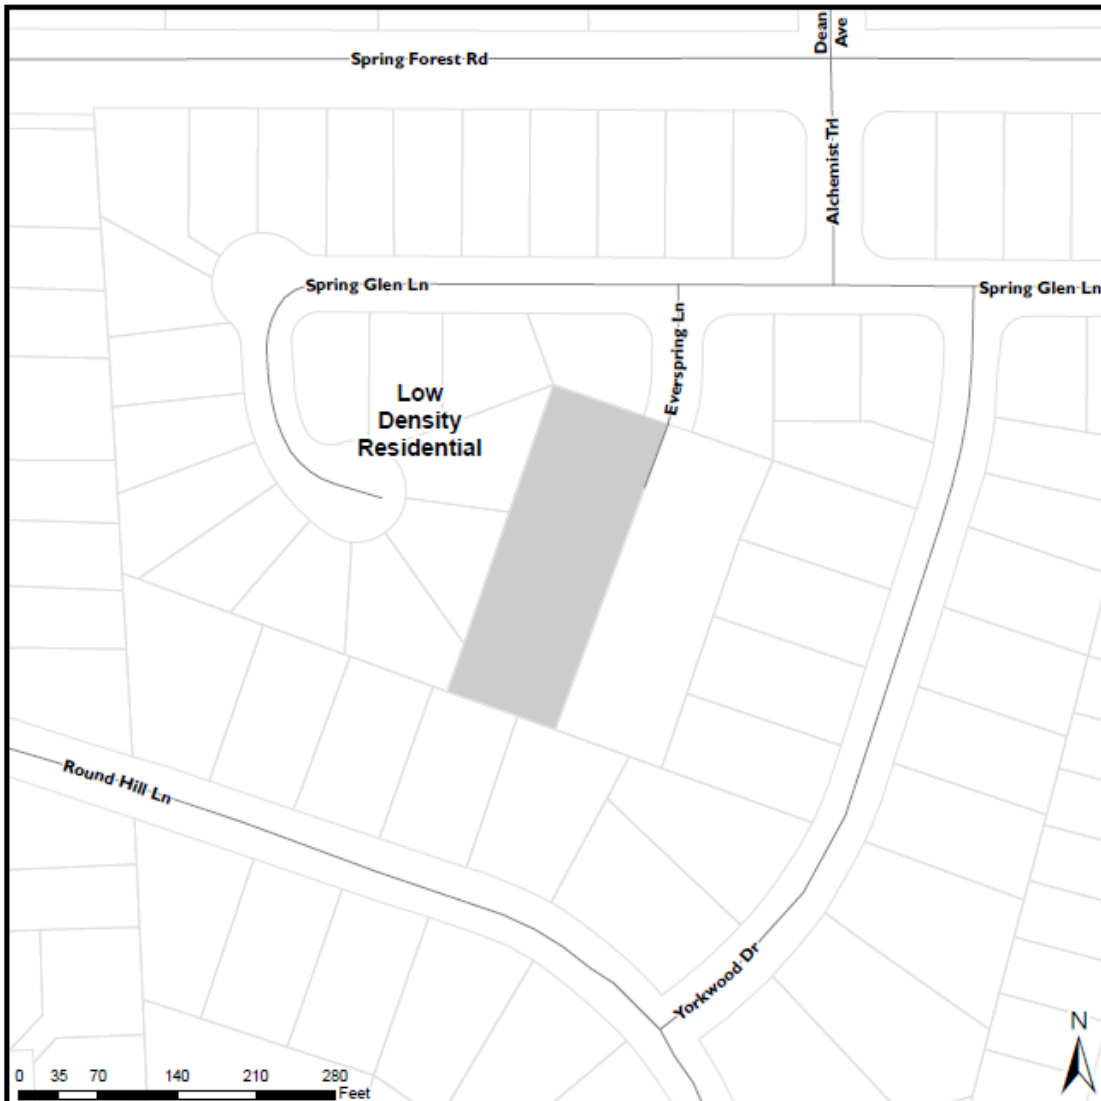 Dean
Ave
Spring Forest Rd
Alchemist Trl
Spring Glen Ln
Spring Glen Ln
Everspring Ln
Low
Density
Residential
Round Hill Ln
Yorkwood Dr
N
0 35 70 140 210 280
Feet